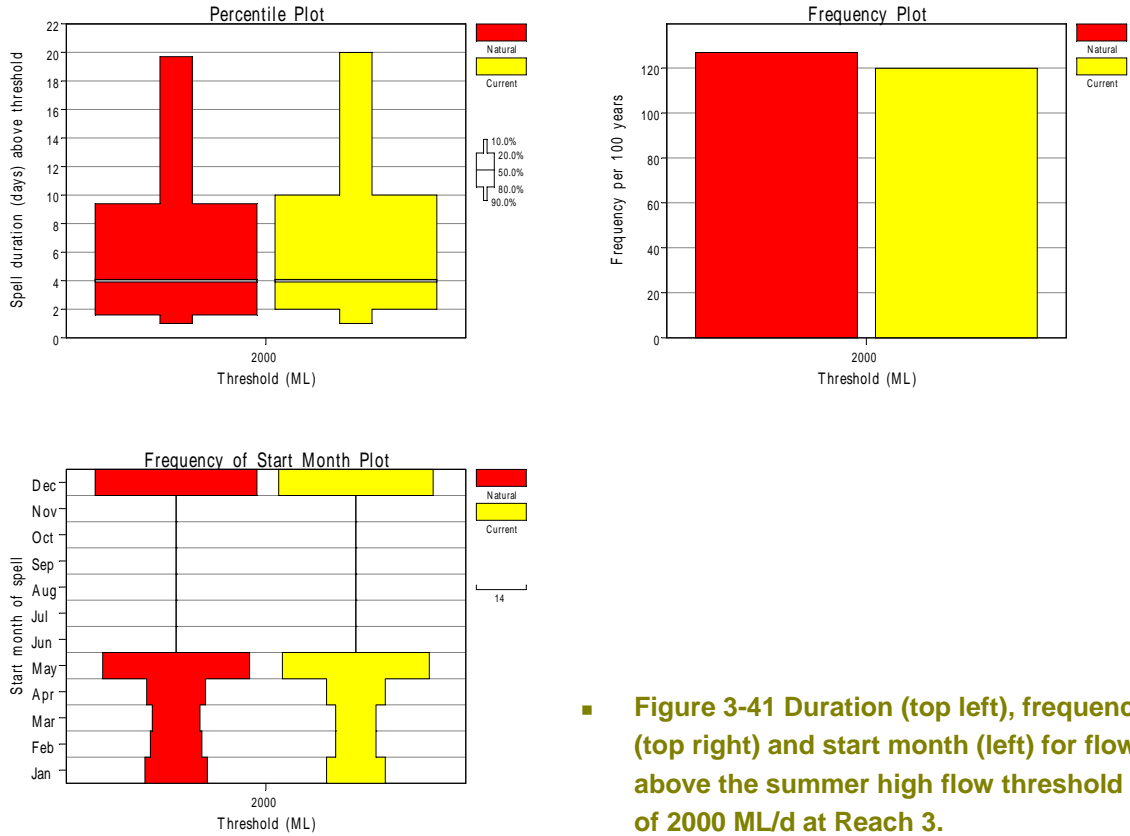 Percentile Plot
22
20
18
16
14
12
10
8
6
4
2
0
Spell duration (days) above threshold
2000
Threshold (ML)
Natural
Current
10.0%
20.0%
50.0%
80.0%
90.0%
Frequency Plot
120
100
80
60
40
20
0
Frequency per 100 years
2000
Threshold (ML)
Natural
Current
Frequency of Start Month Plot
Dec
Nov
Oct
Sep
Aug
Jul
Jun
May
Apr
Mar
Feb
Jan
Start month of spell
2000
Threshold (ML)
Natural
Current
14
▪ Figure 3-41 Duration (top left), frequenc
(top right) and start month (left) for flow
above the summer high flow threshold
of 2000 ML/d at Reach 3.